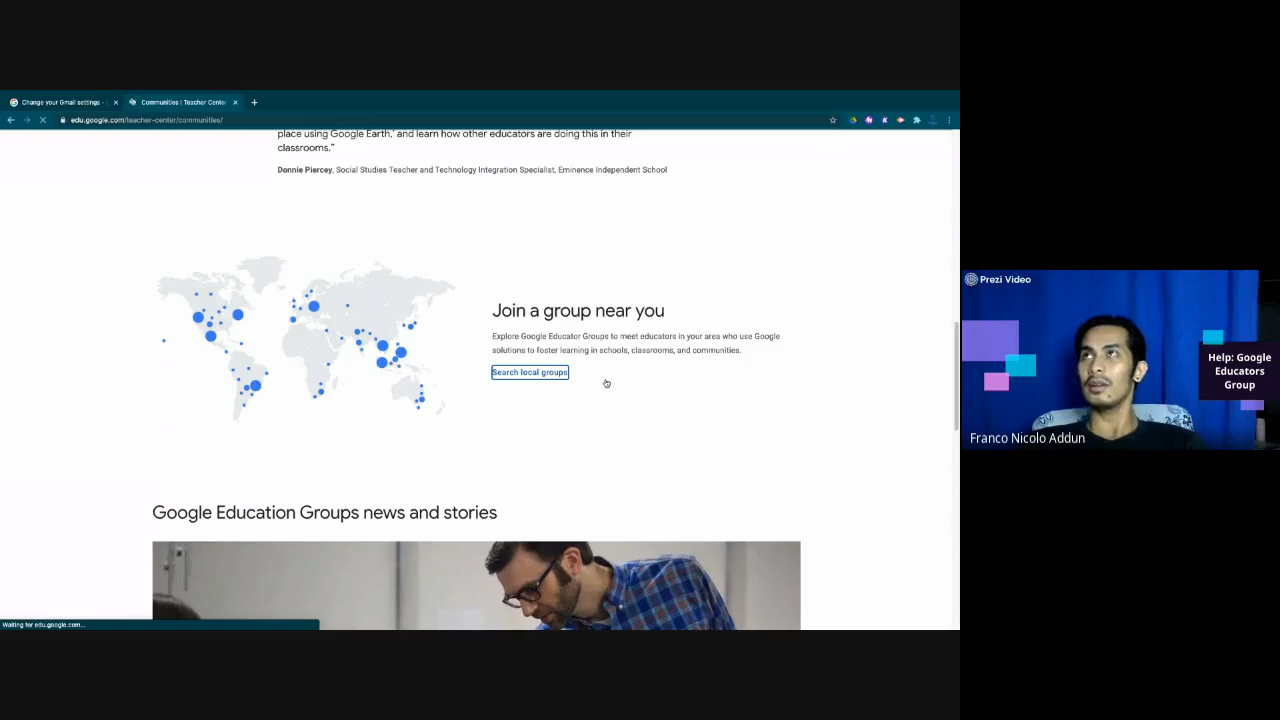 Change your Gmail settings -
Communities | Teacher Center
edu.google.com/teacher-center/communities/
place using Google Earth,* and learn how other educators are doing this in their
classrooms.”
Donnie Piercey, Social Studies Teacher and Technology Integration Specialist, Eminence Independent School
Join a group near you
Explore Google Educator Groups to meet educators in your area who use Google
solutions to foster learning in schools, classrooms, and communities.
Search local groups
Google Education Groups news and stories
Waiting for edu.google.com...
Prezi Video
Help: Google
Educators
Group
Franco Nicolo Addun